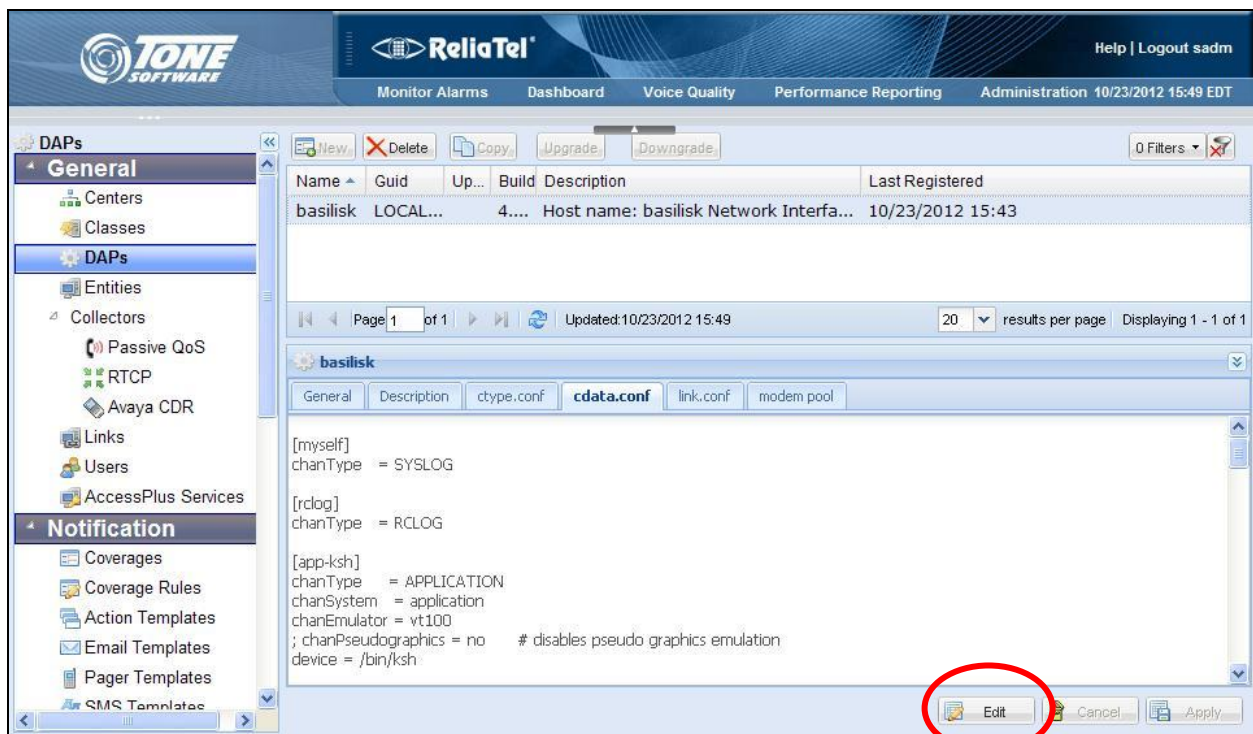 TONE
SOFTWARE
ReliaTel
Help | Logout sadm
Monitor Alarms Dashboard Voice Quality Performance Reporting Administration 10/23/2012 15:49 EDT
DAPs
General
Centers
Classes
DAPs
Entities
Collectors
Passive QoS
RTCP
Avaya CDR
Links
Users
AccessPlus Services
Notification
Coverages
Coverage Rules
Action Templates
Email Templates
Pager Templates
SMS Templates
New Delete Copy Upgrade Downgrade 0 Filters
Name Guid Up... Build Description Last Registered
basilisk LOCAL... 4.... Host name: basilisk Network Interfa... 10/23/2012 15:43
Page 1 of 1 Updated:10/23/2012 15:49 20 results per page Displaying 1 - 1 of 1
basilisk
General Description ctype.conf cdata.conf link.conf modem pool
[myself]
chanType = SYSLOG
[rclog]
chanType = RCLOG
[app-ksh]
chanType = APPLICATION
chanSystem = application
chanEmulator = vt100
; chanPseudographics = no # disables pseudo graphics emulation
device = /bin/ksh
Edit Cancel Apply